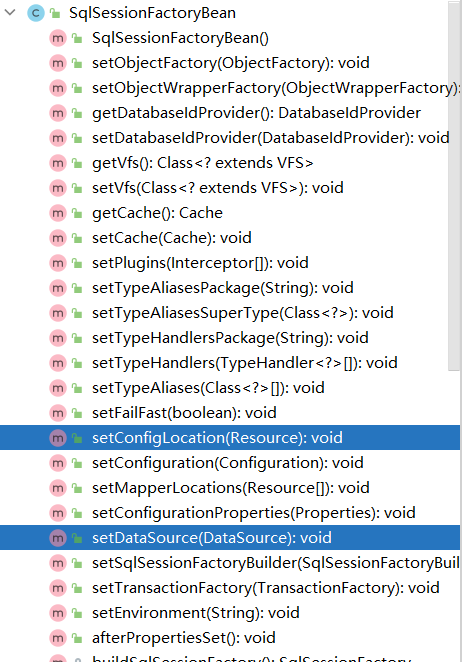 SqlSessionFactoryBean
SqlSessionFactoryBean()
setObjectFactory(ObjectFactory): void
setObjectWrapperFactory(ObjectWrapperFactory):
getDatabaseIdProvider(): DatabaseIdProvider
setDatabaseIdProvider(DatabaseIdProvider): void
getVfs(): Class<? extends VFS>
setVfs(Class<? extends VFS>): void
getCache(): Cache
setCache(Cache): void
setPlugins(Interceptor[]): void
setTypeAliasesPackage(String): void
setTypeAliasesSuperType(Class<?>): void
setTypeHandlersPackage(String): void
setTypeHandlers(TypeHandler<?>[]): void
setTypeAliases(Class<?>[]): void
setFailFast(boolean): void
setConfigLocation(Resource): void
setConfiguration(Configuration): void
setMapperLocations(Resource[]): void
setConfigurationProperties(Properties): void
setDataSource(DataSource): void
setSqlSessionFactoryBuilder(SqlSessionFactoryBuil
setTransactionFactory(TransactionFactory): void
setEnvironment(String): void
afterPropertiesSet(): void
buildSqlSessionFactory(): SqlSessionFactory